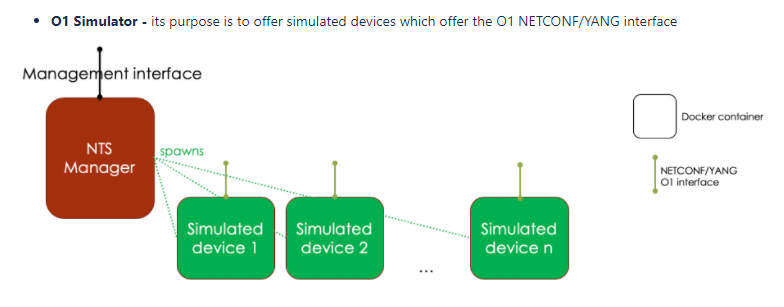 O1 Simulator - its purpose is to offer simulated devices which offer the O1 NETCONF/YANG interface
Management interface
NTS
Manager
spawns
Docker container
NETCONF/YANG
O1 interface
Simulated
device 1
Simulated
device 2
...
Simulated
device n